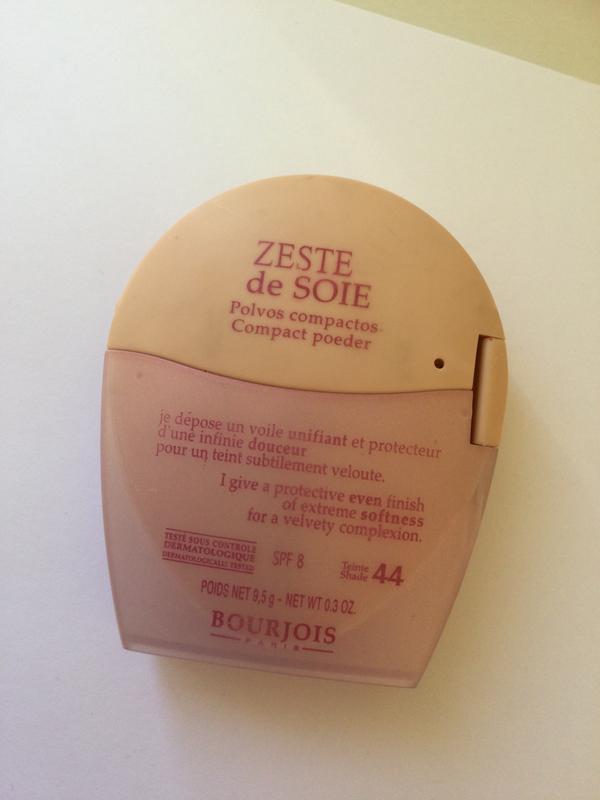 ZESTE
de SOIE
Polvos compactos
Compact poeder
je dépose un voile unifiant et protecteur
d'une infinie douceur
pour un teint subtilement veloute.
I give a protective even finish
of extreme softness
for a velvety complexion.
TESTÉ SOUS CONTROLE
DERMATOLOGIQUE
DERMATOLOGICALLY TESTED
SPF 8
Teinte
Shade 44
POIDS NET 9,5 g - NET WT 0.3 OZ.
BOURJOIS
PARIS